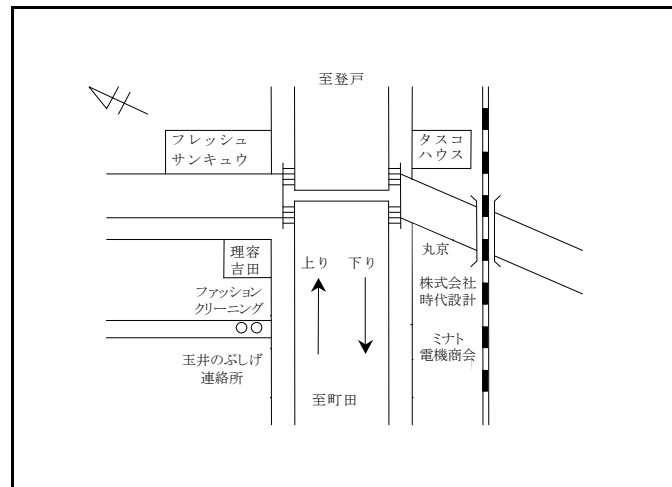 至登戸
フレッシュ
サンキュウ
タスコ
ハウス
理容
吉田
上り
下り
丸京
ファッション
クリーニング
株式会社
時代設計
玉井のぶしげ
連絡所
ミナト
電機商会
至町田